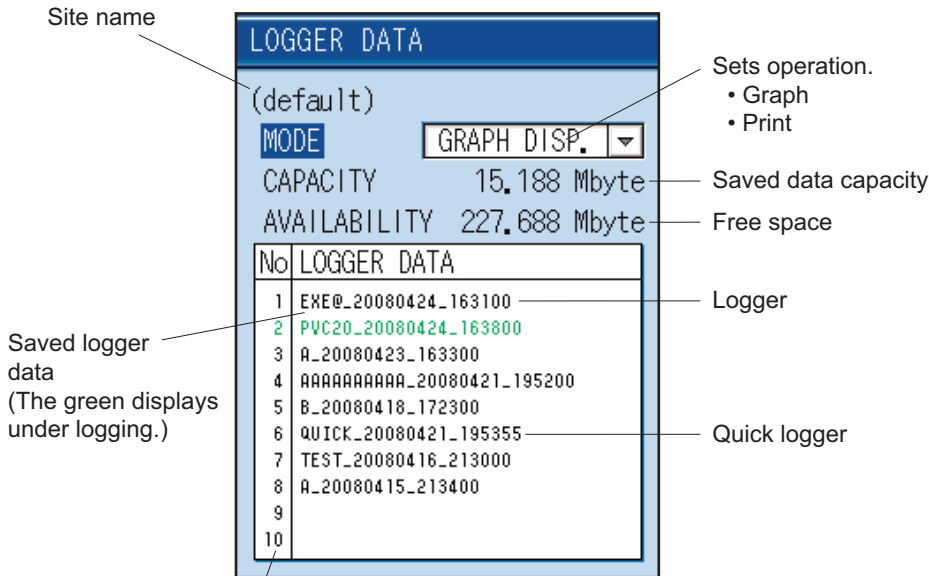 Site name
LOGGER DATA
Sets operation.
• Graph
• Print
(default)
MODE GRAPH DISP.
CAPACITY 15.188 Mbyte
Saved data capacity
AVAILABILITY 227.688 Mbyte
Free space
No LOGGER DATA
1 EXE@_20080424_163100
Logger
2 PVC20_20080424_163800
3 A_20080423_163300
4 AAAAAAAAAA_20080421_195200
5 B_20080418_172300
6 QUICK_20080421_195355
Quick logger
7 TEST_20080416_213000
8 A_20080415_213400
9
10
Saved logger
data
(The green displays
under logging.)